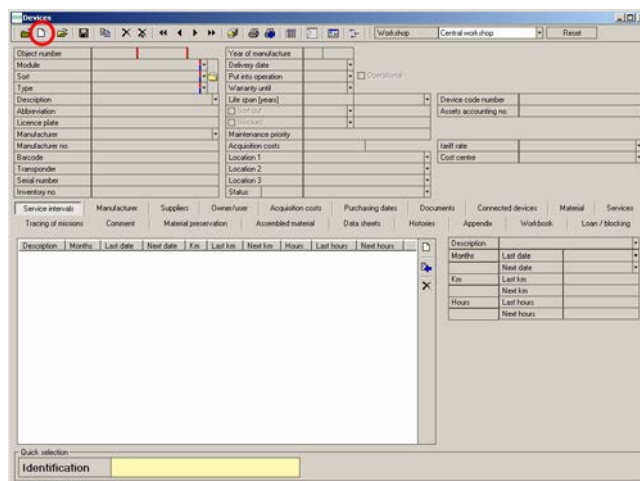 Devices
Workshop Central workshop Reset
Object number
Module
Sort
Type
Description
Abbreviation
Licence plate
Manufacturer
Manufacturer no.
Barcode
Transponder
Serial number
Inventory no.
Year of manufacture
Delivery date
Put into operation Operational
Warranty until
Life span [years]
Sort out
Blocked
Maintenance priority
Acquisition costs
Location 1
Location 2
Location 3
Status
Device code number
Assets accounting no.
tariff rate
Cost centre
Service intervals Manufacturer Suppliers Owner/user Acquisition costs Purchasing dates Documents Connected devices Material Services
Tracing of missions Comment Material preservation Assembled material Data sheets Histories Appendix Workbook Loan / blocking
Description Months Last date Next date Km Last km Next km Hours Last hours Next hours
Description
Months Last date
Next date
Km Last km
Next km
Hours Last hours
Next hours
Quick selection
Identification